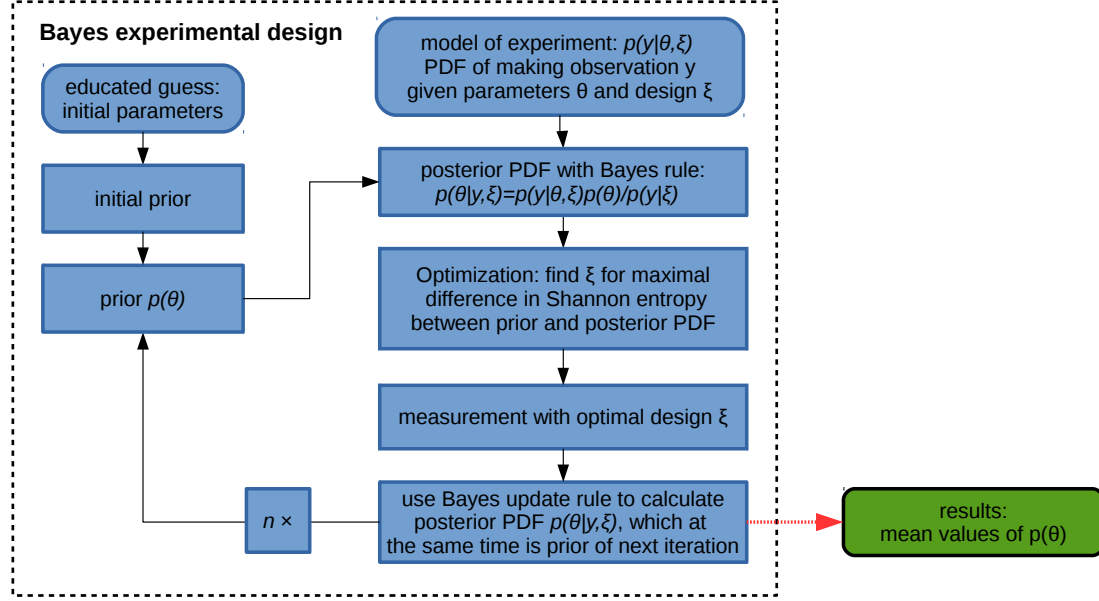 Bayes experimental design
educated guess:
initial parameters
initial prior
prior p(θ)
model of experiment: p(y|θ,ξ)
PDF of making observation y
given parameters θ and design ξ
posterior PDF with Bayes rule:
p(θ|y,ξ)=p(y|θ,ξ)p(θ)/p(y|ξ)
Optimization: find ξ for maximal
difference in Shannon entropy
between prior and posterior PDF
measurement with optimal design ξ
use Bayes update rule to calculate
posterior PDF p(θ|y,ξ), which at
the same time is prior of next iteration
n ×
results:
mean values of p(θ)